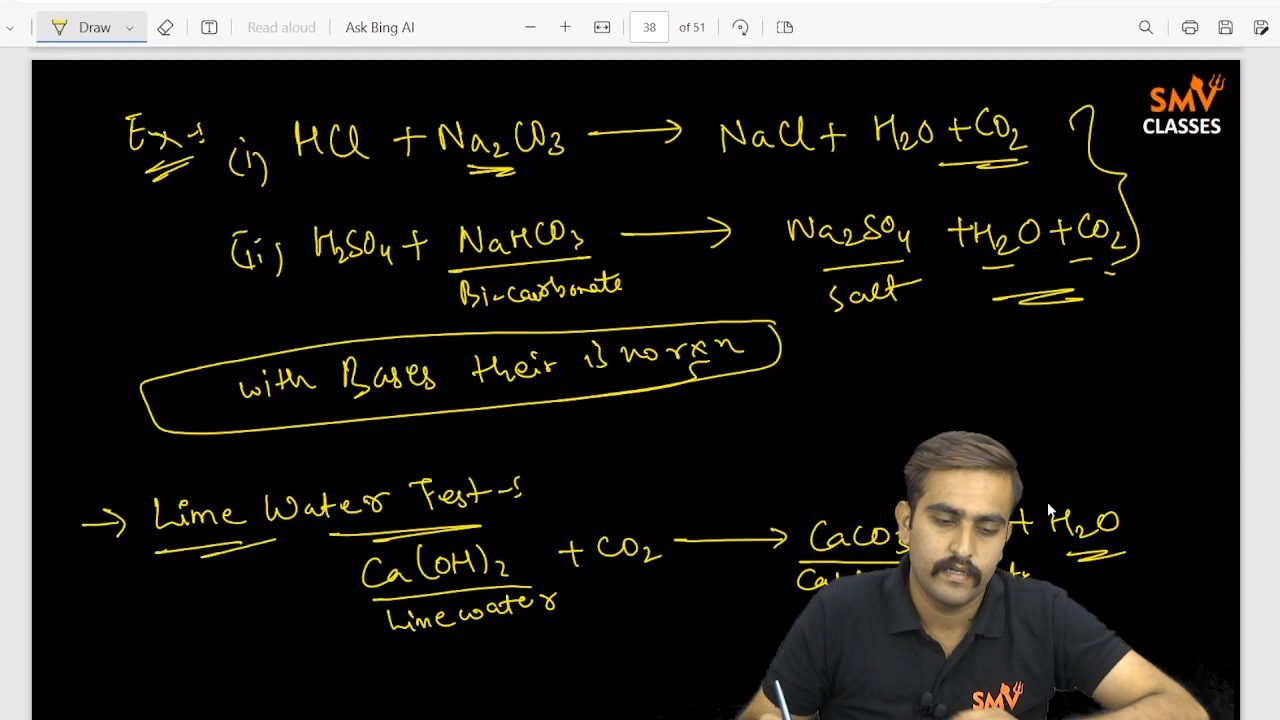 Draw
Read aloud
Ask Bing AI
38 of 51
SMV
CLASSES
Ex-: (i) HCl + Na2CO3 → NaCl + H2O + CO2
(ii) H2SO4 + NaHCO3 → Na2SO4 + H2O + CO2
Bi-carbonate
Salt
with Bases their is no rxn
→ Lime Water Test-:
Ca(OH)2 + CO2 → CaCO3 + H2O
Lime water
SMV